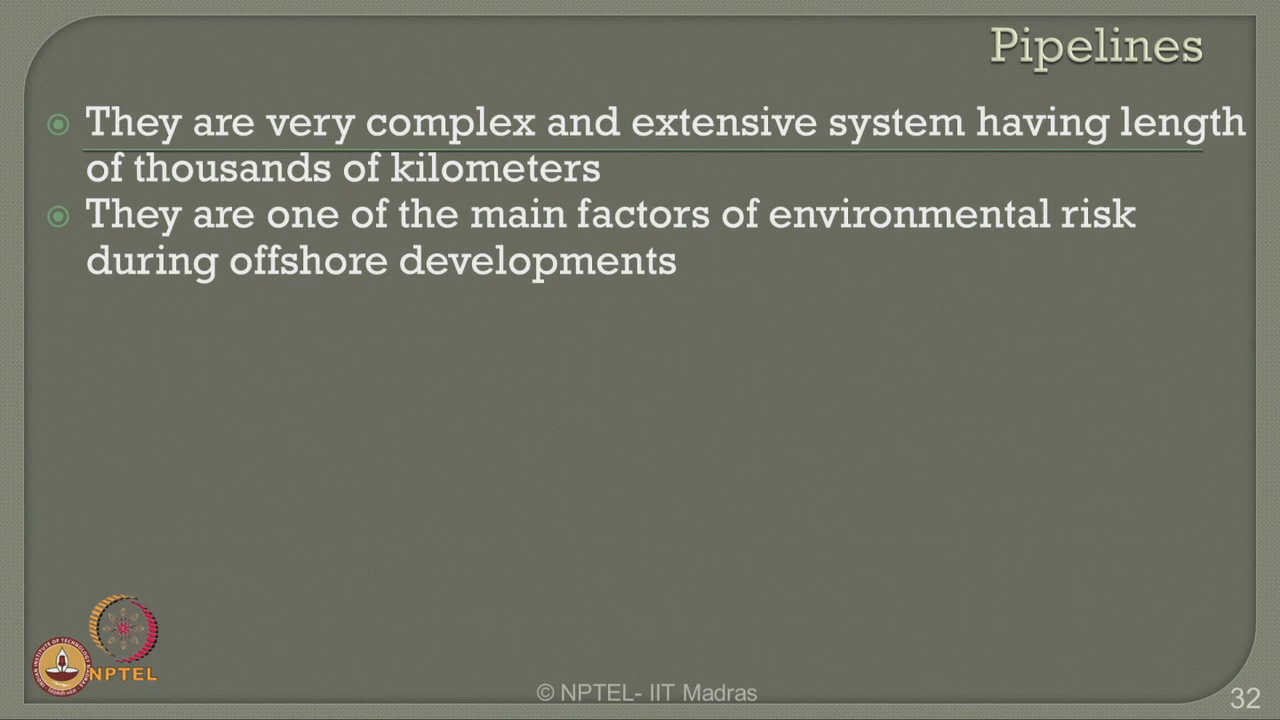 Pipelines
They are very complex and extensive system having length
of thousands of kilometers
They are one of the main factors of environmental risk
during offshore developments
NPTEL
© NPTEL- IIT Madras
32